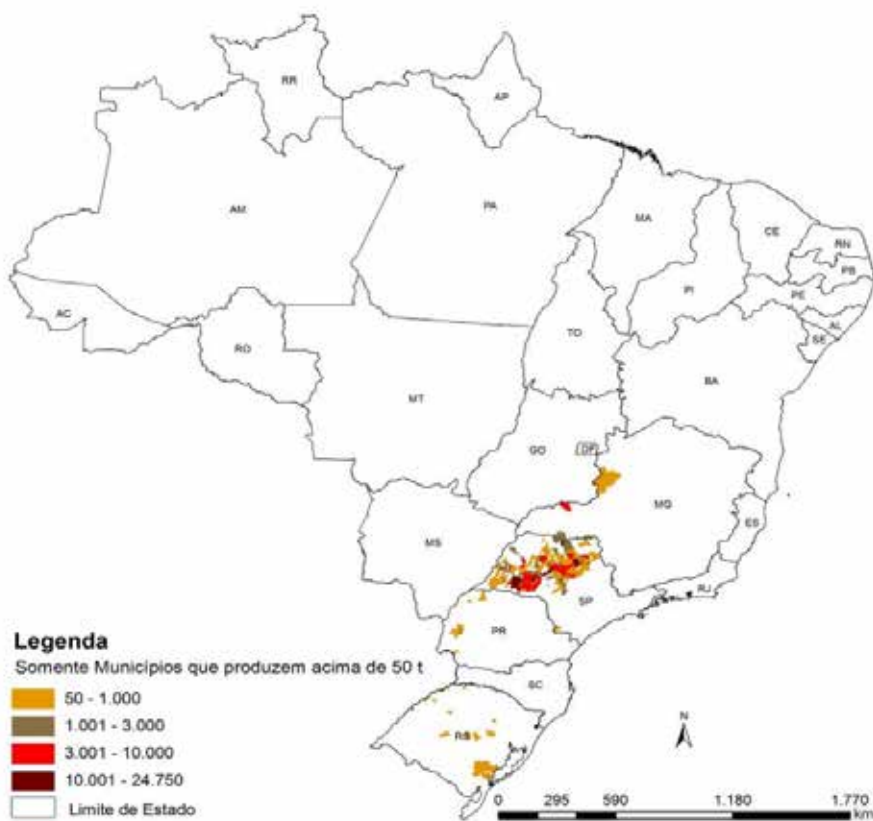 RR
AP
AM
PA
MA
CE
RN
PB
PE
AL
SE
PI
AC
TO
RO
BA
MT
GO
DF
MG
ES
MS
RJ
SP
PR
SC
RS
Legenda
Somente Municípios que produzem acima de 50 t
50 - 1.000
1.001 - 3.000
3.001 - 10.000
10.001 - 24.750
Limite de Estado
N
0 295 590 1.180 1.770
km